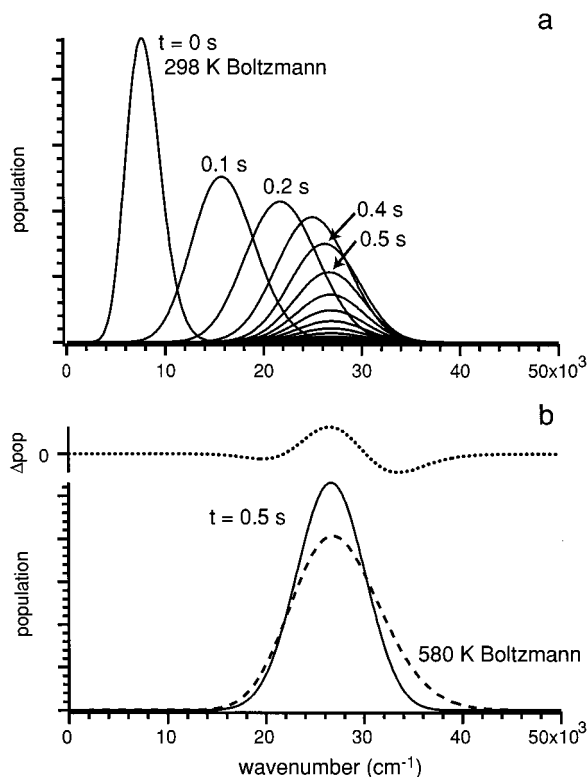 a
t = 0 s
298 K Boltzmann
0.1 s
0.2 s
0.4 s
0.5 s
population
0 10 20 30 40 50x10³
b
Δpop
0
t = 0.5 s
580 K Boltzmann
population
0 10 20 30 40 50x10³
wavenumber (cm⁻¹)